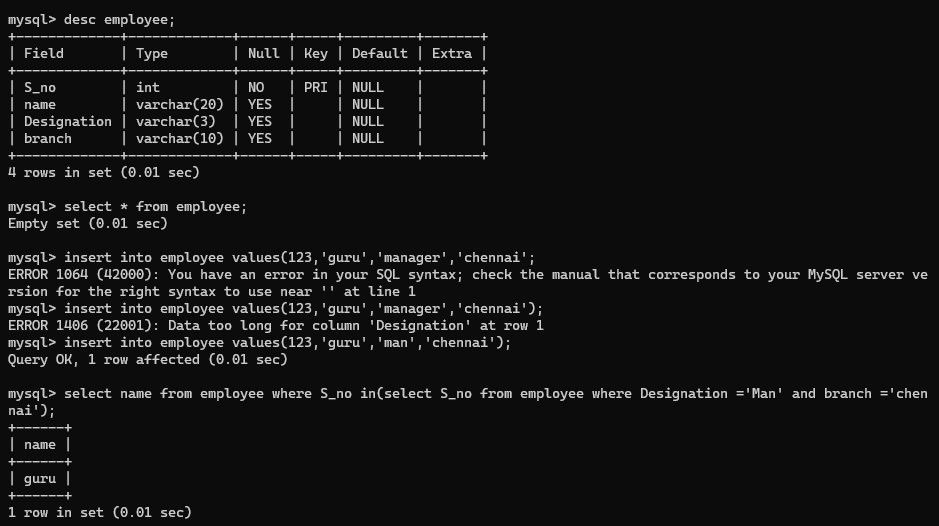 mysql> desc employee;
+-------------+-------------+------+-----+---------+-------+
| Field       | Type        | Null | Key | Default | Extra |
+-------------+-------------+------+-----+---------+-------+
| S_no        | int         | NO   | PRI | NULL    |       |
| name        | varchar(20) | YES  |     | NULL    |       |
| Designation | varchar(3)  | YES  |     | NULL    |       |
| branch      | varchar(10) | YES  |     | NULL    |       |
+-------------+-------------+------+-----+---------+-------+
4 rows in set (0.01 sec)

mysql> select * from employee;
Empty set (0.01 sec)

mysql> insert into employee values(123,'guru','manager','chennai';
ERROR 1064 (42000): You have an error in your SQL syntax; check the manual that corresponds to your MySQL server ve
rsion for the right syntax to use near '' at line 1
mysql> insert into employee values(123,'guru','manager','chennai');
ERROR 1406 (22001): Data too long for column 'Designation' at row 1
mysql> insert into employee values(123,'guru','man','chennai');
Query OK, 1 row affected (0.01 sec)

mysql> select name from employee where S_no in(select S_no from employee where Designation ='Man' and branch ='chen
nai');
+------+
| name |
+------+
| guru |
+------+
1 row in set (0.01 sec)